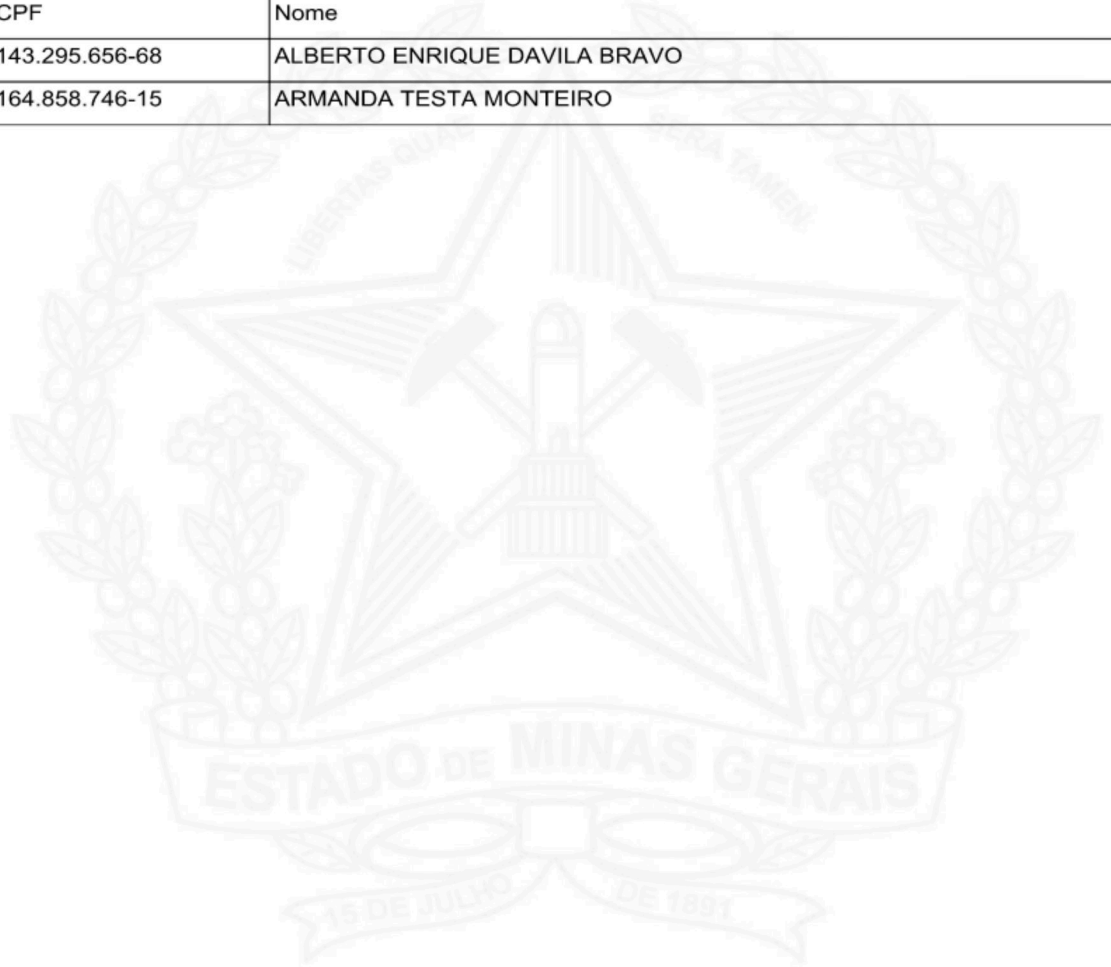 CPF Nome
143.295.656-68 ALBERTO ENRIQUE DAVILA BRAVO
164.858.746-15 ARMANDA TESTA MONTEIRO
LIBERTAS QUAE SERA TAMEN
ESTADO DE MINAS GERAIS
15 DE JULHO DE 1891